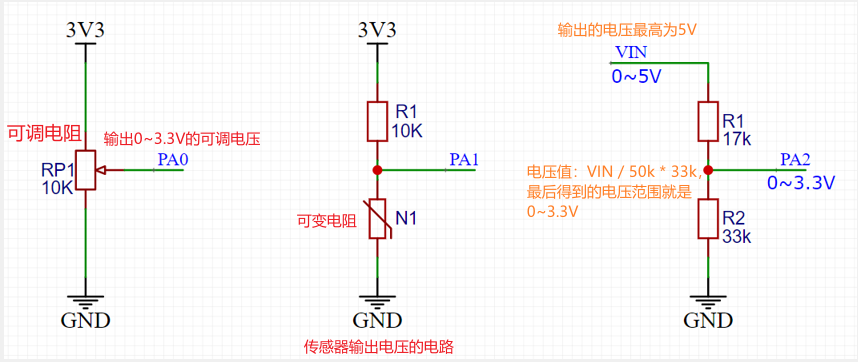 3V3
可调电阻
输出0~3.3V的可调电压
RP1
10K
PA0
GND
3V3
R1
10K
PA1
可变电阻
N1
GND
传感器输出电压的电路
输出的电压最高为5V
VIN
0~5V
R1
17k
PA2
0~3.3V
电压值：VIN / 50k * 33k,
最后得到的电压范围就是
0~3.3V
R2
33k
GND